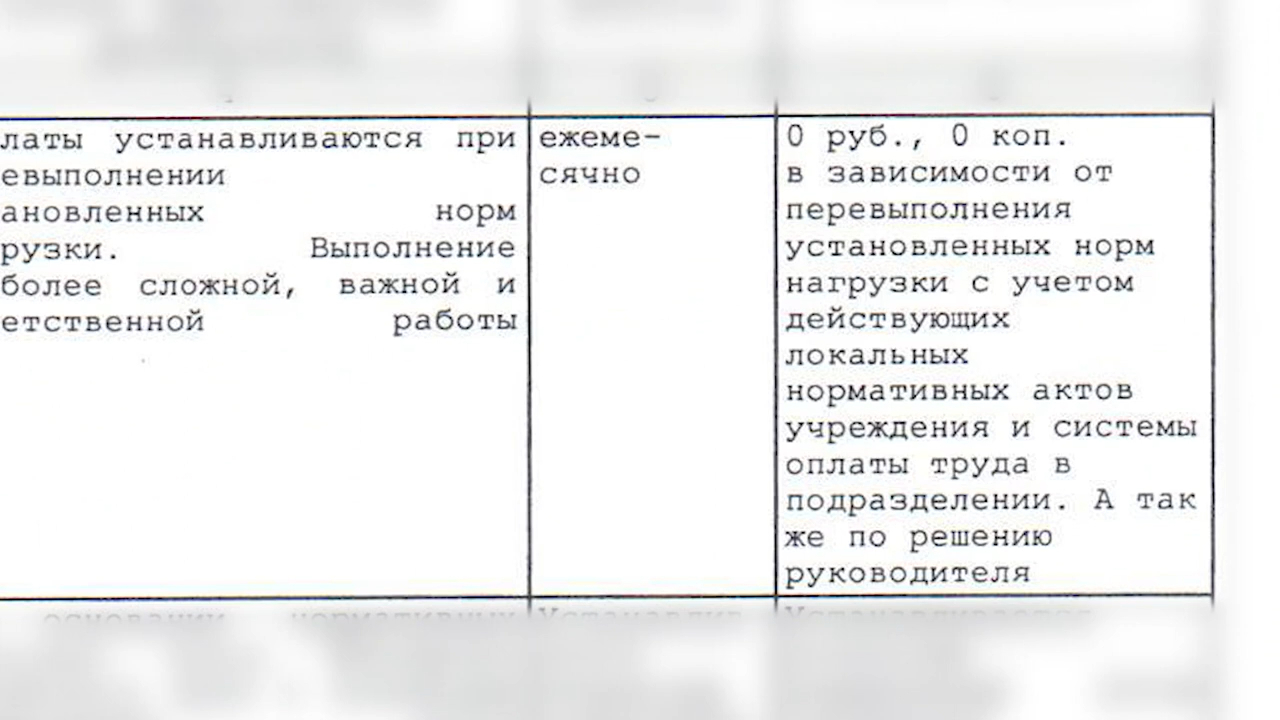 латы устанавливаются при
евыполнении
ановленных норм
рузки. Выполнение
более сложной, важной и
етственной работы
ежеме-
сячно
0 руб., 0 коп.
в зависимости от
перевыполнения
установленных норм
нагрузки с учетом
действующих
локальных
нормативных актов
учреждения и системы
оплаты труда в
подразделении. А так
же по решению
руководителя
основании нормативных